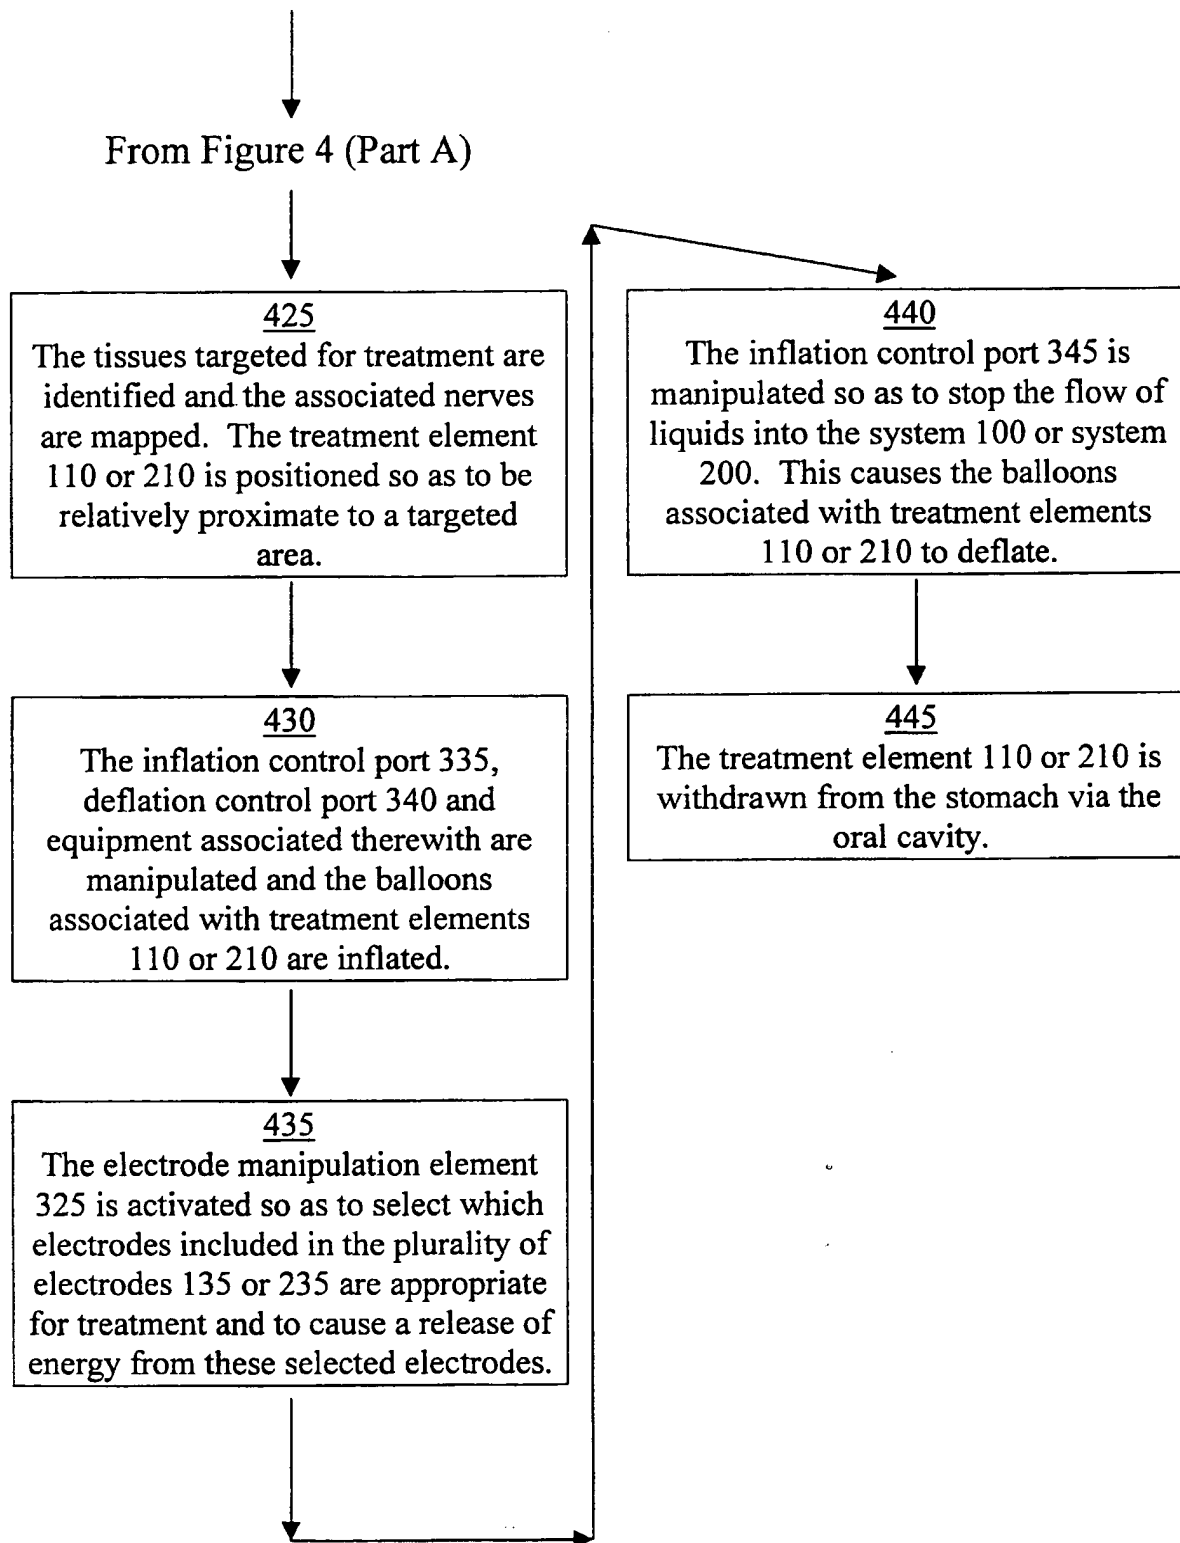 From Figure 4 (Part A)
425
The tissues targeted for treatment are
identified and the associated nerves
are mapped. The treatment element
110 or 210 is positioned so as to be
relatively proximate to a targeted
area.
430
The inflation control port 335,
deflation control port 340 and
equipment associated therewith are
manipulated and the balloons
associated with treatment elements
110 or 210 are inflated.
435
The electrode manipulation element
325 is activated so as to select which
electrodes included in the plurality of
electrodes 135 or 235 are appropriate
for treatment and to cause a release of
energy from these selected electrodes.
440
The inflation control port 345 is
manipulated so as to stop the flow of
liquids into the system 100 or system
200. This causes the balloons
associated with treatment elements
110 or 210 to deflate.
445
The treatment element 110 or 210 is
withdrawn from the stomach via the
oral cavity.